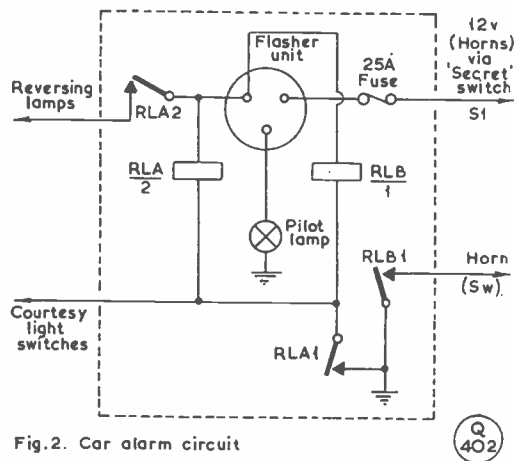 Flasher
unit
25A
Fuse
12v
(Horns)
via
'Secret'
switch
S1
Reversing
lamps
RLA2
RLA
2
RLB
1
Pilot
lamp
RLB1
Horn
(Sw)
Courtesy
light
switches
RLA1
Fig.2. Car alarm circuit
Q
402